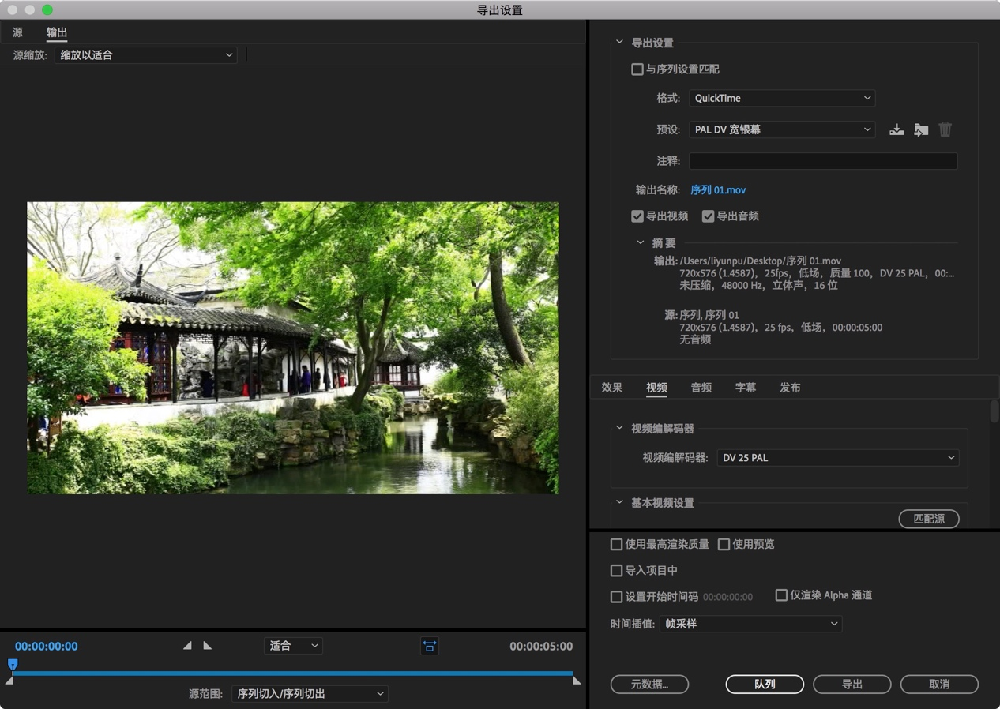 导出设置
源 输出
源缩放: 缩放以适合
00:00:00:00 适合 00:00:05:00
源范围: 序列切入/序列切出
导出设置
与序列设置匹配
格式: QuickTime
预设: PAL DV 宽银幕
注释:
输出名称: 序列 01.mov
导出视频 导出音频
摘要
输出: /Users/liyunpu/Desktop/序列 01.mov
720x576 (1.4587)，25fps，低场，质量 100，DV 25 PAL，00:...
未压缩，48000 Hz，立体声，16 位
源: 序列, 序列 01
720x576 (1.4587)，25 fps，低场，00:00:05:00
无音频
效果 视频 音频 字幕 发布
视频编解码器
视频编解码器: DV 25 PAL
基本视频设置
匹配源
使用最高渲染质量 使用预览
导入项目中
设置开始时间码 00:00:00:00 仅渲染 Alpha 通道
时间插值: 帧采样
元数据... 队列 导出 取消